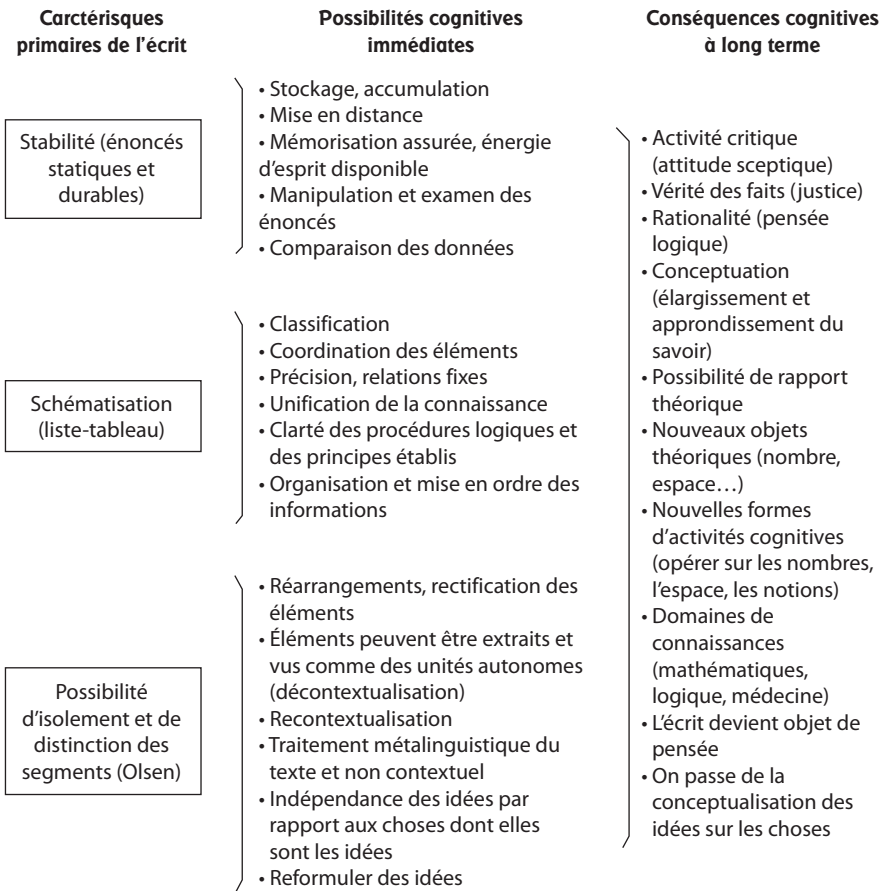 Carctérisques
primaires de l'écrit
Possibilités cognitives
immédiates
Conséquences cognitives
à long terme
Stabilité (énoncés
statiques et
durables)
• Stockage, accumulation
• Mise en distance
• Mémorisation assurée, énergie
d'esprit disponible
• Manipulation et examen des
énoncés
• Comparaison des données
Schématisation
(liste-tableau)
• Classification
• Coordination des éléments
• Précision, relations fixes
• Unification de la connaissance
• Clarté des procédures logiques et
des principes établis
• Organisation et mise en ordre des
informations
Possibilité
d'isolement et de
distinction des
segments (Olsen)
• Réarrangements, rectification des
éléments
• Éléments peuvent être extraits et
vus comme des unités autonomes
(décontextualisation)
• Recontextualisation
• Traitement métalinguistique du
texte et non contextuel
• Indépendance des idées par
rapport aux choses dont elles
sont les idées
• Reformuler des idées
• Activité critique
(attitude sceptique)
• Vérité des faits (justice)
• Rationalité (pensée
logique)
• Conceptuation
(élargissement et
approndissement du
savoir)
• Possibilité de rapport
théorique
• Nouveaux objets
théoriques (nombre,
espace…)
• Nouvelles formes
d'activités cognitives
(opérer sur les nombres,
l'espace, les notions)
• Domaines de
connaissances
(mathématiques,
logique, médecine)
• L'écrit devient objet de
pensée
• On passe de la
conceptualisation des
idées sur les choses